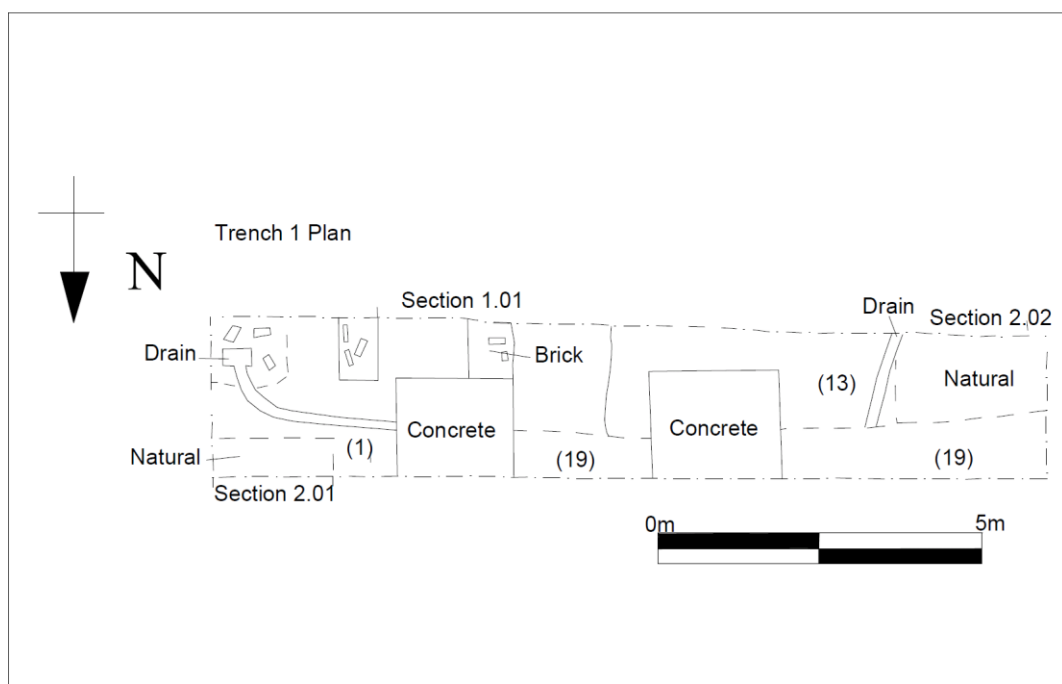 N
Trench 1 Plan
Section 1.01
Drain
Section 2.02
Drain
Brick
(13)
Natural
Concrete
Concrete
Natural
(1)
(19)
(19)
Section 2.01
0m
5m